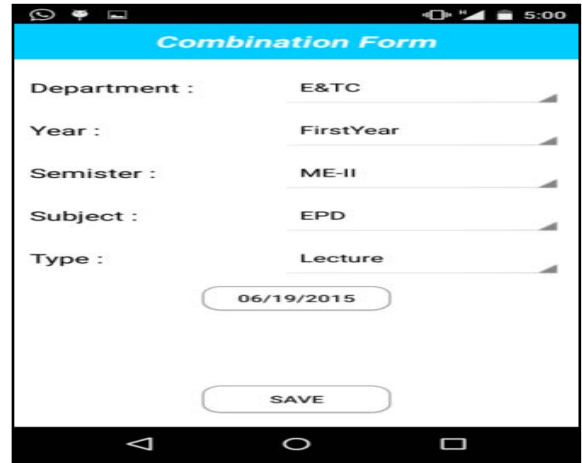 H 5:00
Combination Form
Department : E&TC
Year : FirstYear
Semister : ME-II
Subject : EPD
Type : Lecture
06/19/2015
SAVE